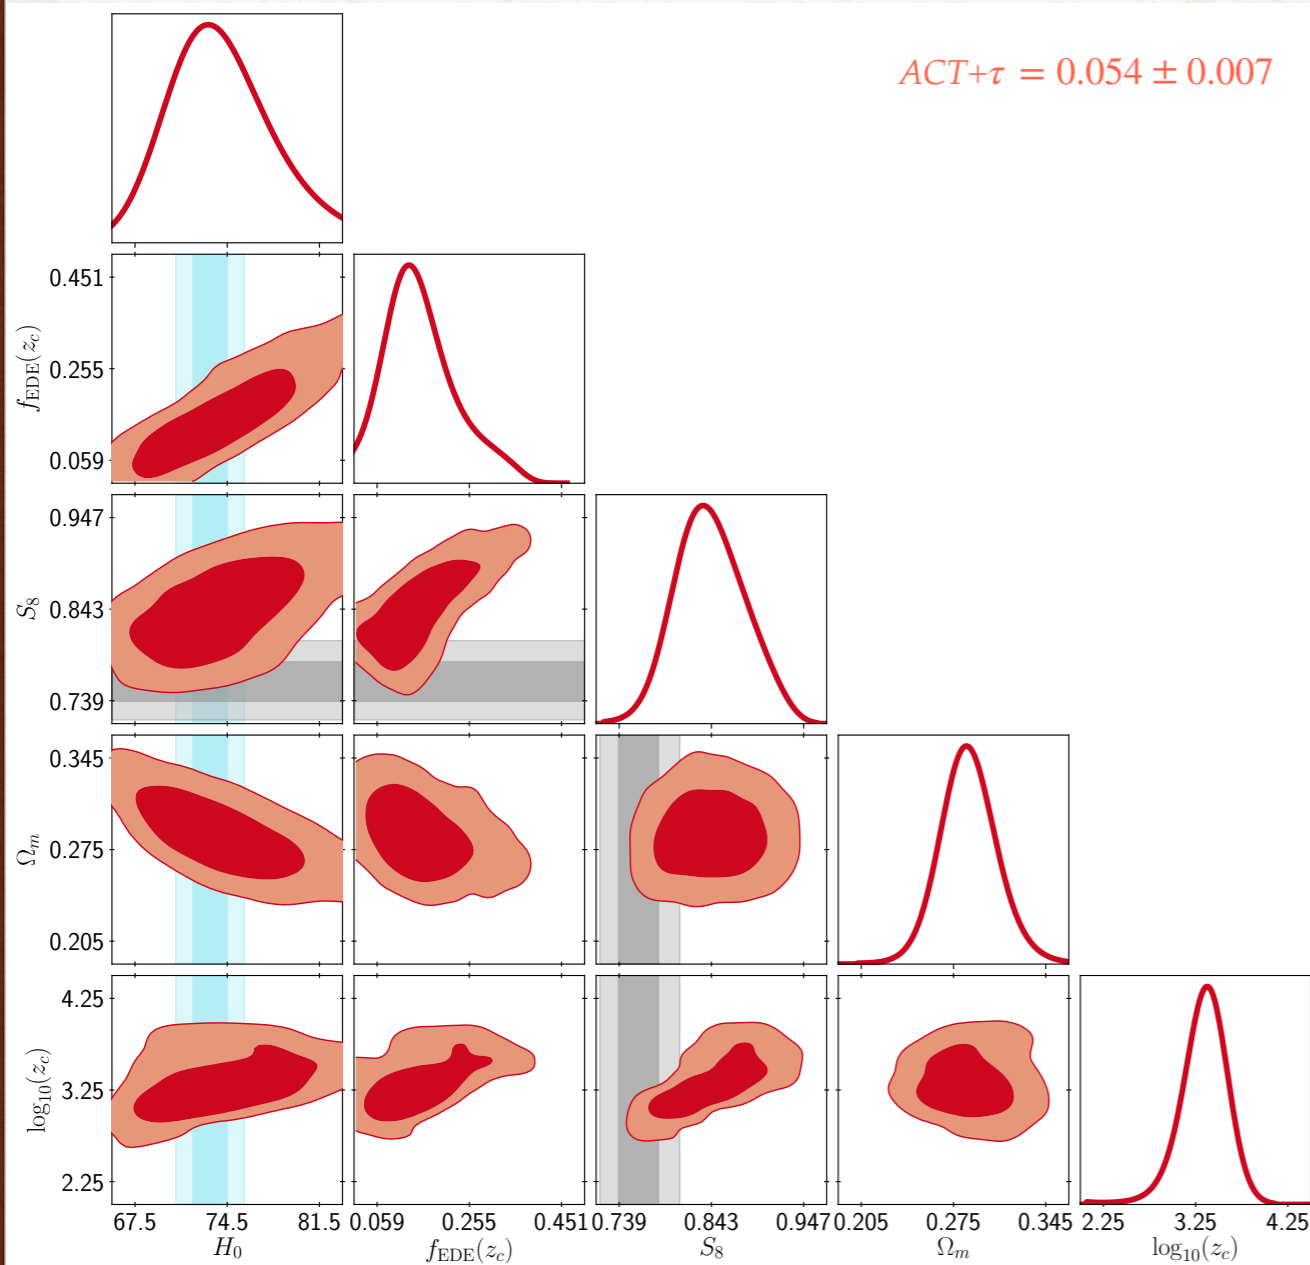 ACT+τ = 0.054 ± 0.007
0.451
0.255
0.059
f_EDE(z_c)
0.947
0.843
0.739
S_8
0.345
0.275
0.205
Ω_m
4.25
3.25
2.25
log_10(z_c)
67.5 74.5 81.5 0.059 0.255 0.451 0.739 0.843 0.947 0.205 0.275 0.345 2.25 3.25 4.25
H_0 f_EDE(z_c) S_8 Ω_m log_10(z_c)